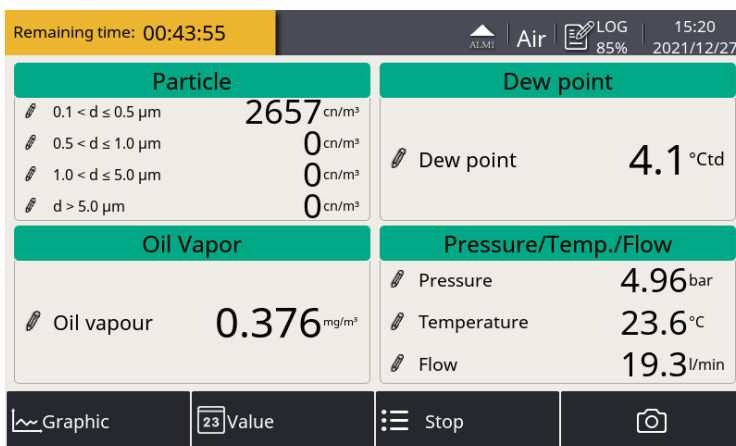 Remaining time: 00:43:55
ALMI Air LOG 85% 15:20 2021/12/27
Particle
0.1 < d ≤ 0.5 μm 2657 cn/m³
0.5 < d ≤ 1.0 μm 0 cn/m³
1.0 < d ≤ 5.0 μm 0 cn/m³
d > 5.0 μm 0 cn/m³
Dew point
Dew point 4.1 °Ctd
Oil Vapor
Oil vapour 0.376 mg/m³
Pressure/Temp./Flow
Pressure 4.96 bar
Temperature 23.6 °C
Flow 19.3 l/min
Graphic 23 Value Stop